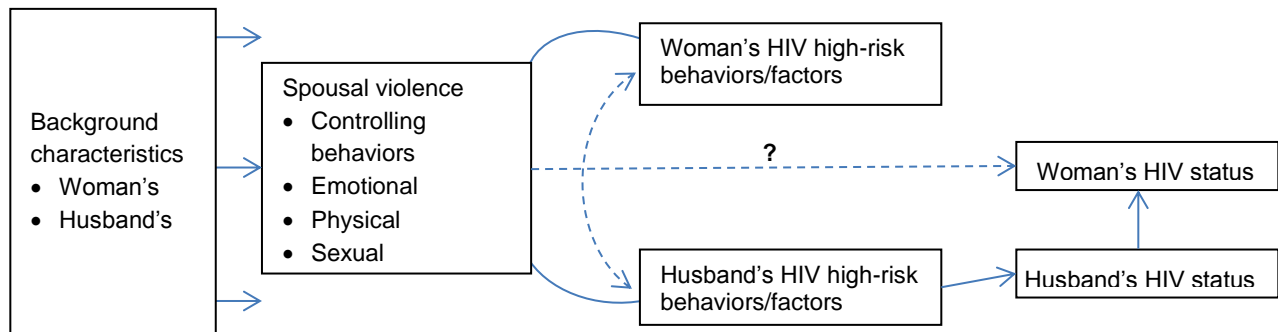 Background
characteristics
• Woman’s
• Husband’s
Spousal violence
• Controlling
behaviors
• Emotional
• Physical
• Sexual
Woman’s HIV high-risk
behaviors/factors
?
Husband’s HIV high-risk
behaviors/factors
Woman’s HIV status
Husband’s HIV status